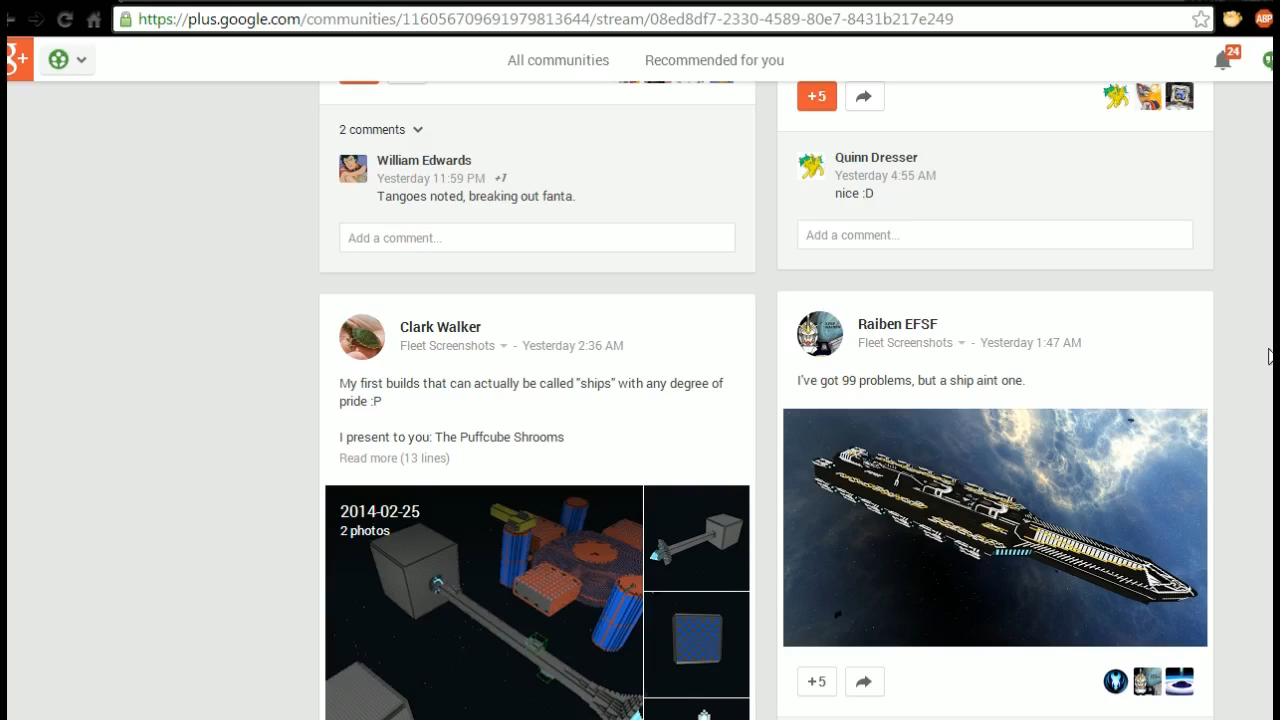 https://plus.google.com/communities/116056709691979813644/stream/08ed8df7-2330-4589-80e7-8431b217e249
ABP
g+
All communities
Recommended for you
24
2 comments
William Edwards
Yesterday 11:59 PM +1
Tangoes noted, breaking out fanta.
Add a comment...
+5
Quinn Dresser
Yesterday 4:55 AM
nice :D
Add a comment...
Clark Walker
Fleet Screenshots - Yesterday 2:36 AM
My first builds that can actually be called "ships" with any degree of
pride :P
I present to you: The Puffcube Shrooms
Read more (13 lines)
2014-02-25
2 photos
Raiben EFSF
Fleet Screenshots - Yesterday 1:47 AM
I've got 99 problems, but a ship aint one.
+5